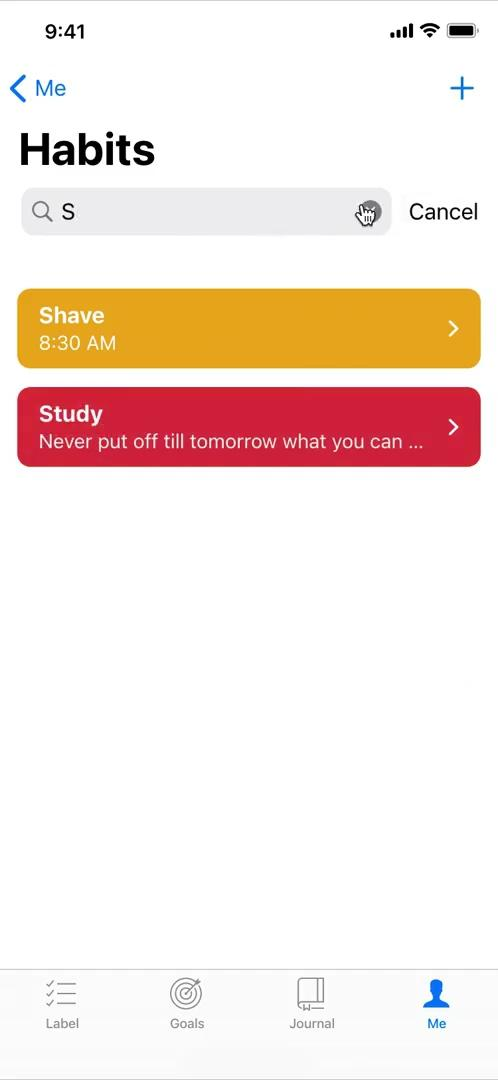 9:41
Me
Habits
S
Cancel
Shave
8:30 AM
Study
Never put off till tomorrow what you can ...
Label
Goals
Journal
Me